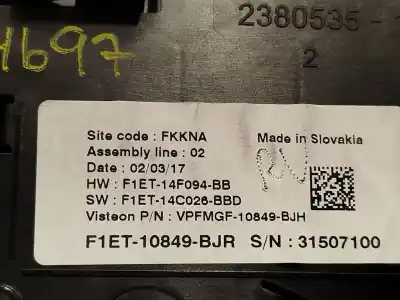 2380535 -
1697
2
Site code : FKKNA
Made in Slovakia
Assembly line : 02
Date : 02/03/17
HW : F1ET-14F094-BB
SW : F1ET-14C026-BBD
Visteon P/N : VPFMGF-10849-BJH
F1ET-10849-BJR S/N : 31507100